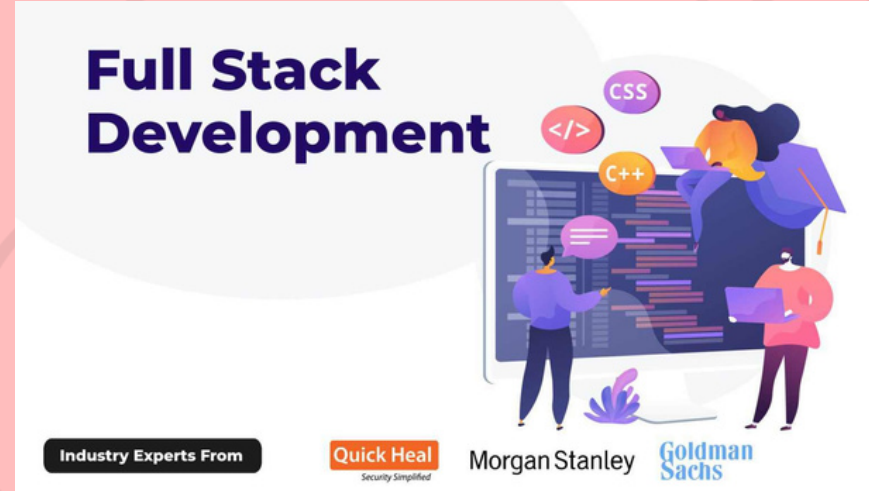 Full Stack
Development
CSS
</>
C++
Industry Experts From
Quick Heal
Security Simplified
Morgan Stanley
Goldman
Sachs